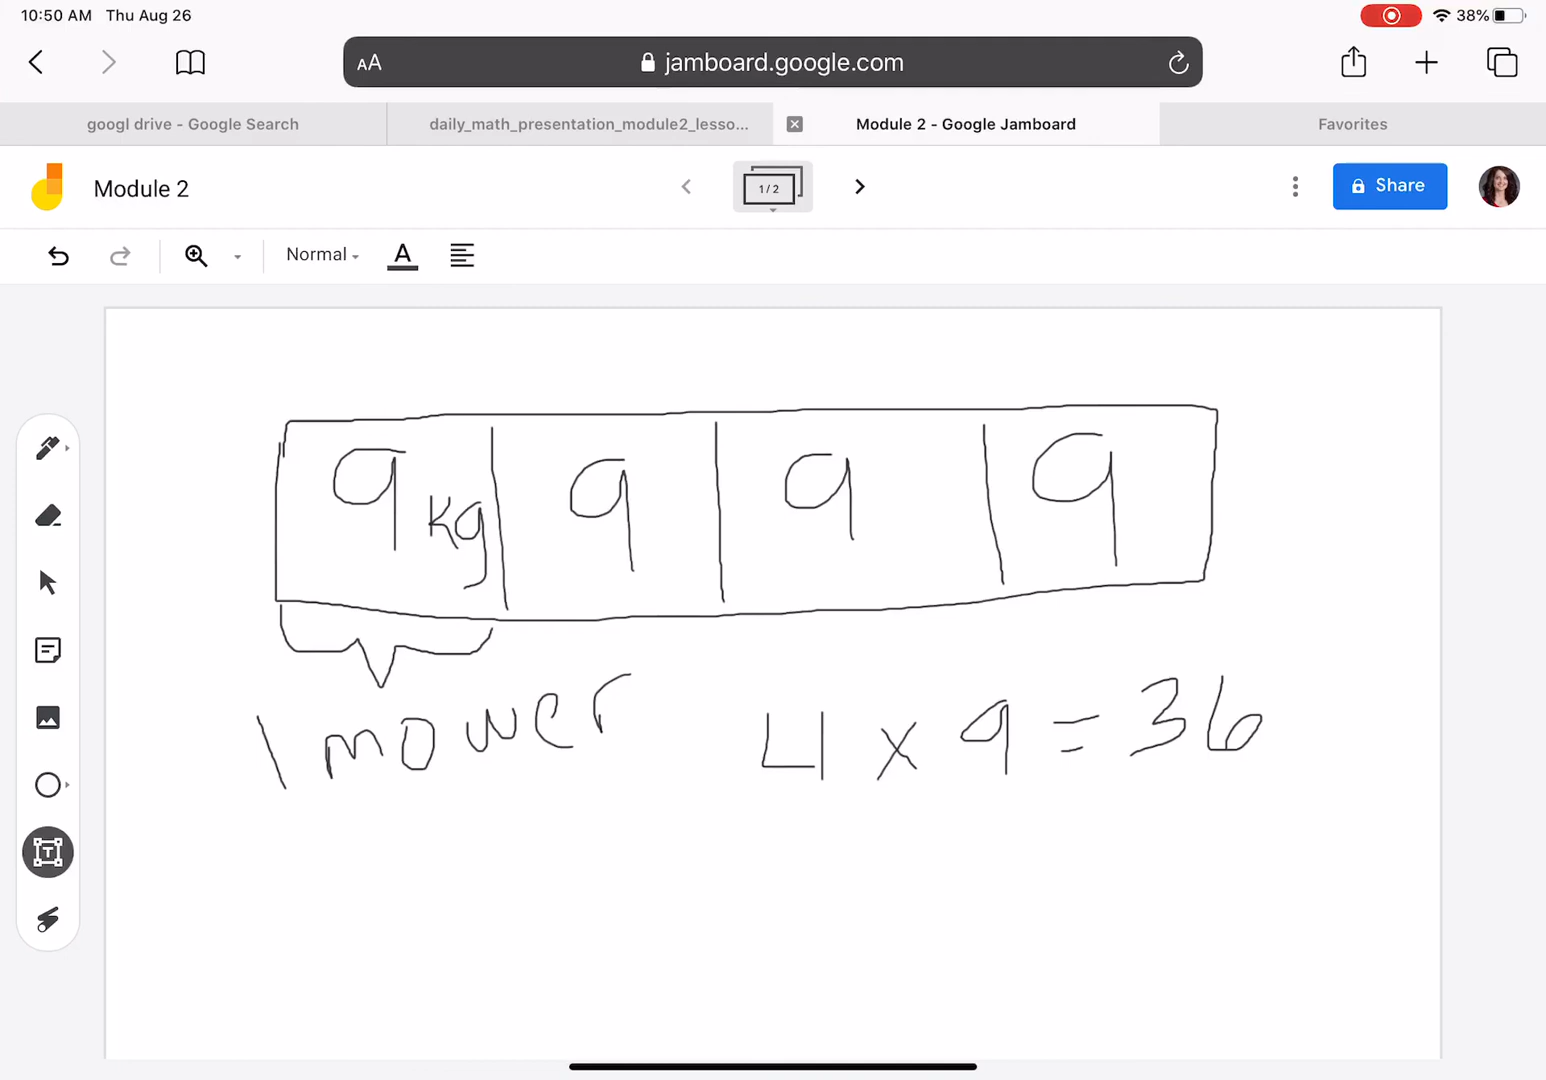 10:50 AM Thu Aug 26
38%
AA jamboard.google.com
googl drive - Google Search
daily_math_presentation_module2_lesso...
Module 2 - Google Jamboard
Favorites
Module 2
1 / 2
Share
Normal
A
9 kg 9 9 9
1 mower 4 x 9 = 36